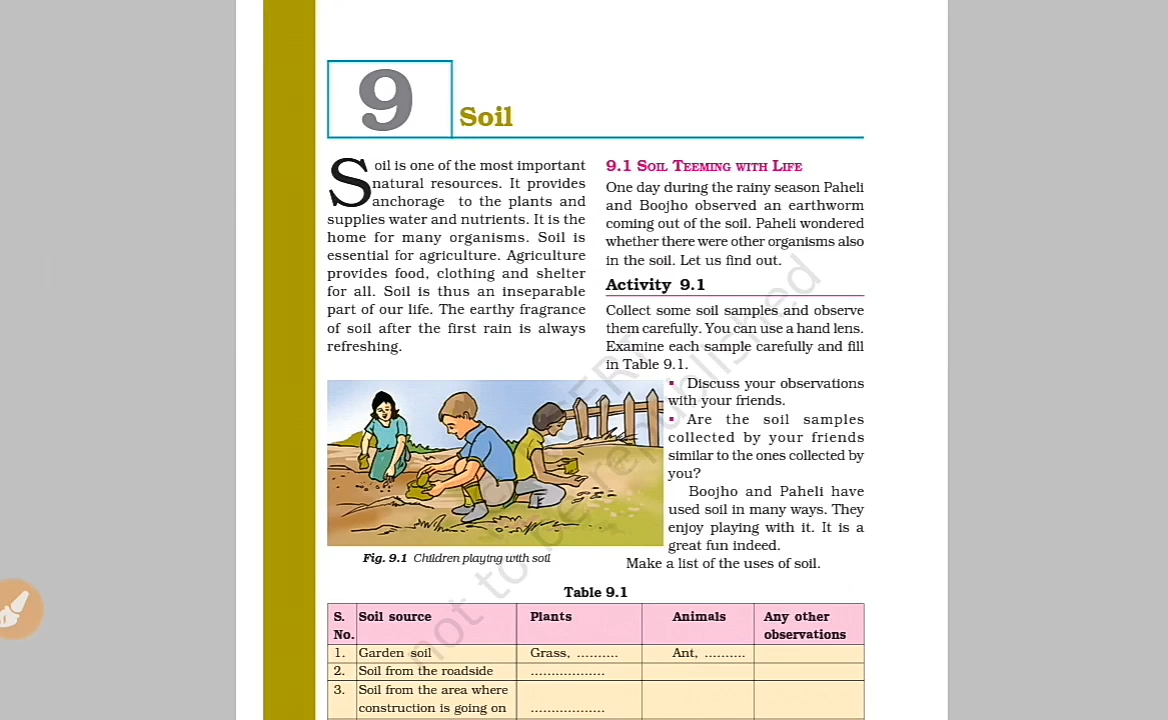 9
Soil
Soil is one of the most important
natural resources. It provides
anchorage to the plants and
supplies water and nutrients. It is the
home for many organisms. Soil is
essential for agriculture. Agriculture
provides food, clothing and shelter
for all. Soil is thus an inseparable
part of our life. The earthy fragrance
of soil after the first rain is always
refreshing.
Fig. 9.1 Children playing with soil
9.1 SOIL TEEMING WITH LIFE
One day during the rainy season Paheli
and Boojho observed an earthworm
coming out of the soil. Paheli wondered
whether there were other organisms also
in the soil. Let us find out.
Activity 9.1
Collect some soil samples and observe
them carefully. You can use a hand lens.
Examine each sample carefully and fill
in Table 9.1.
▪ Discuss your observations
with your friends.
▪ Are the soil samples
collected by your friends
similar to the ones collected by
you?
Boojho and Paheli have
used soil in many ways. They
enjoy playing with it. It is a
great fun indeed.
Make a list of the uses of soil.
Table 9.1
S. No. Soil source Plants Animals Any other observations
1. Garden soil Grass, .......... Ant, ..........
2. Soil from the roadside ..................
3. Soil from the area where
construction is going on ..................
not to be republished